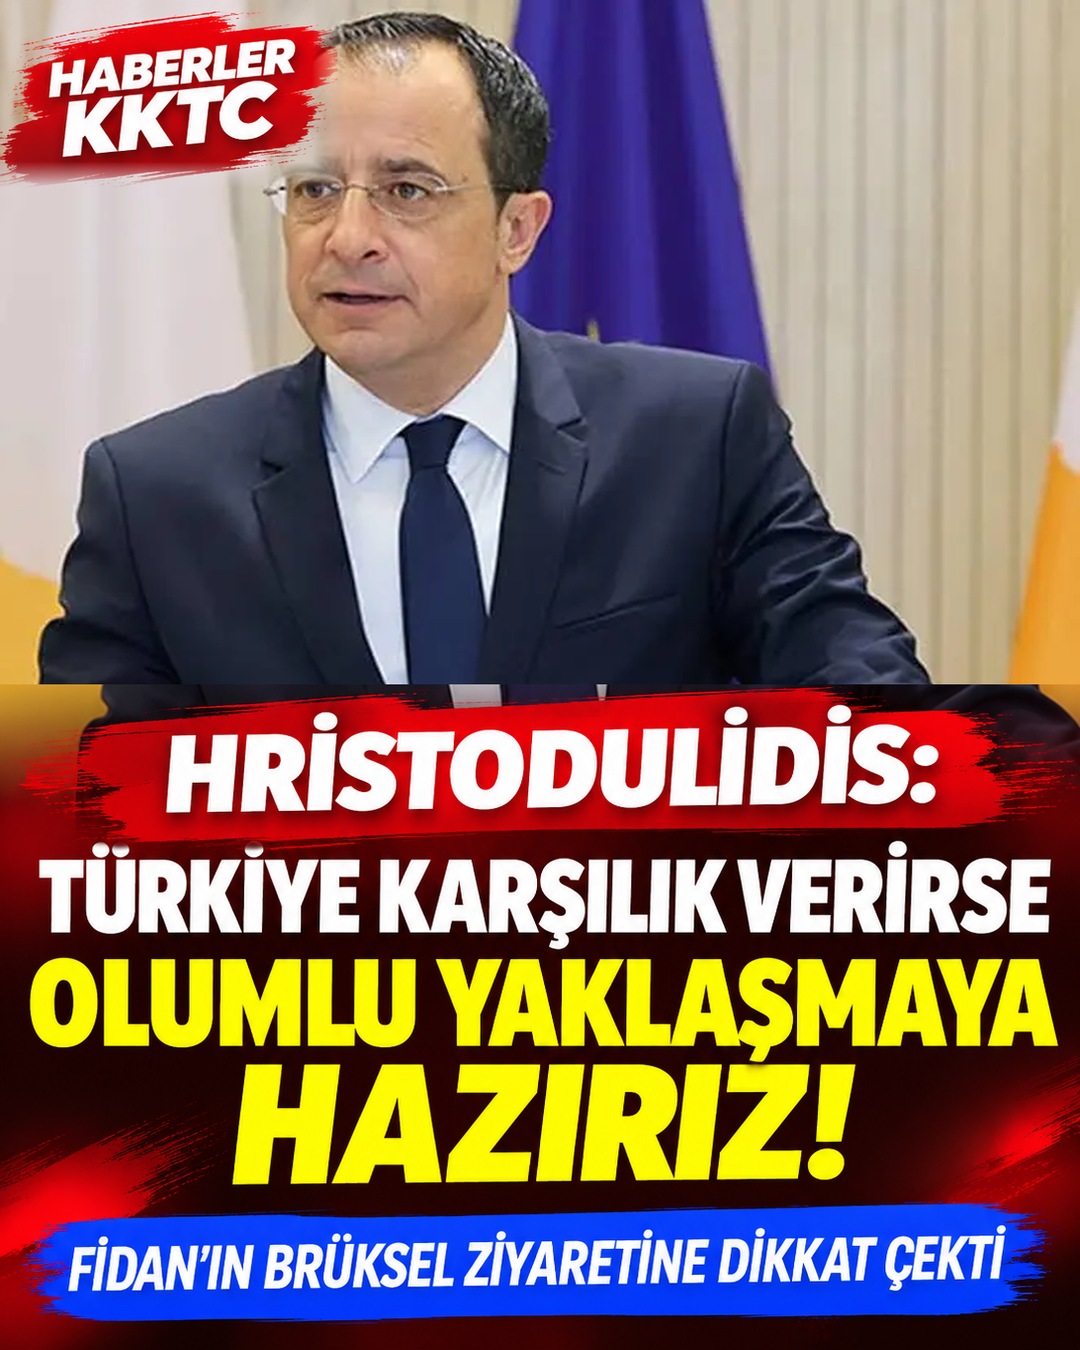 HABERLER
KKTC
HRİSTODULİDİS:
TÜRKİYE KARŞILIK VERİRSE
OLUMLU YAKLAŞMAYA
HAZIRIZ!
FİDAN'IN BRÜKSEL ZİYARETİNE DİKKAT ÇEKTİ